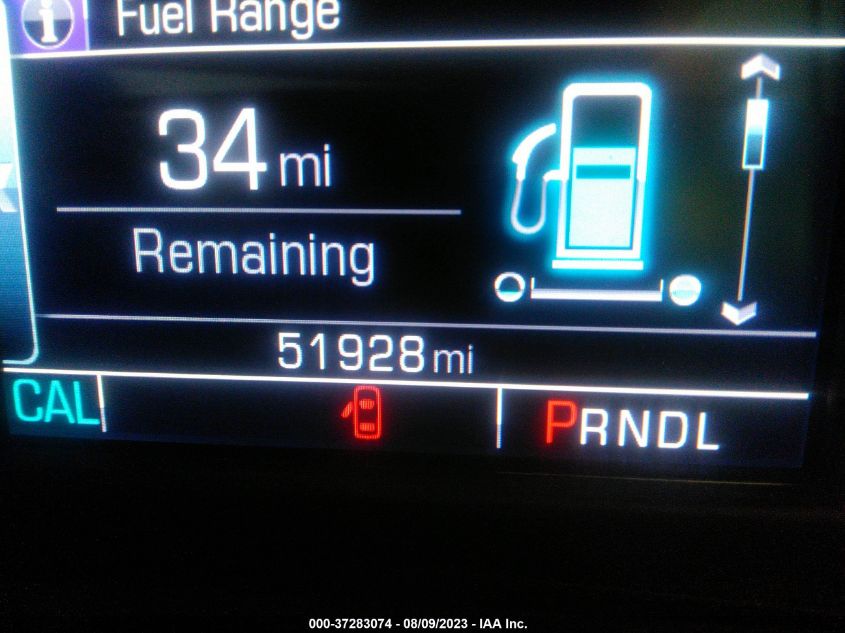 Fuel Range
34 mi
Remaining
51928 mi
CAL PRNDL
000-37283074 - 08/09/2023 - IAA Inc.